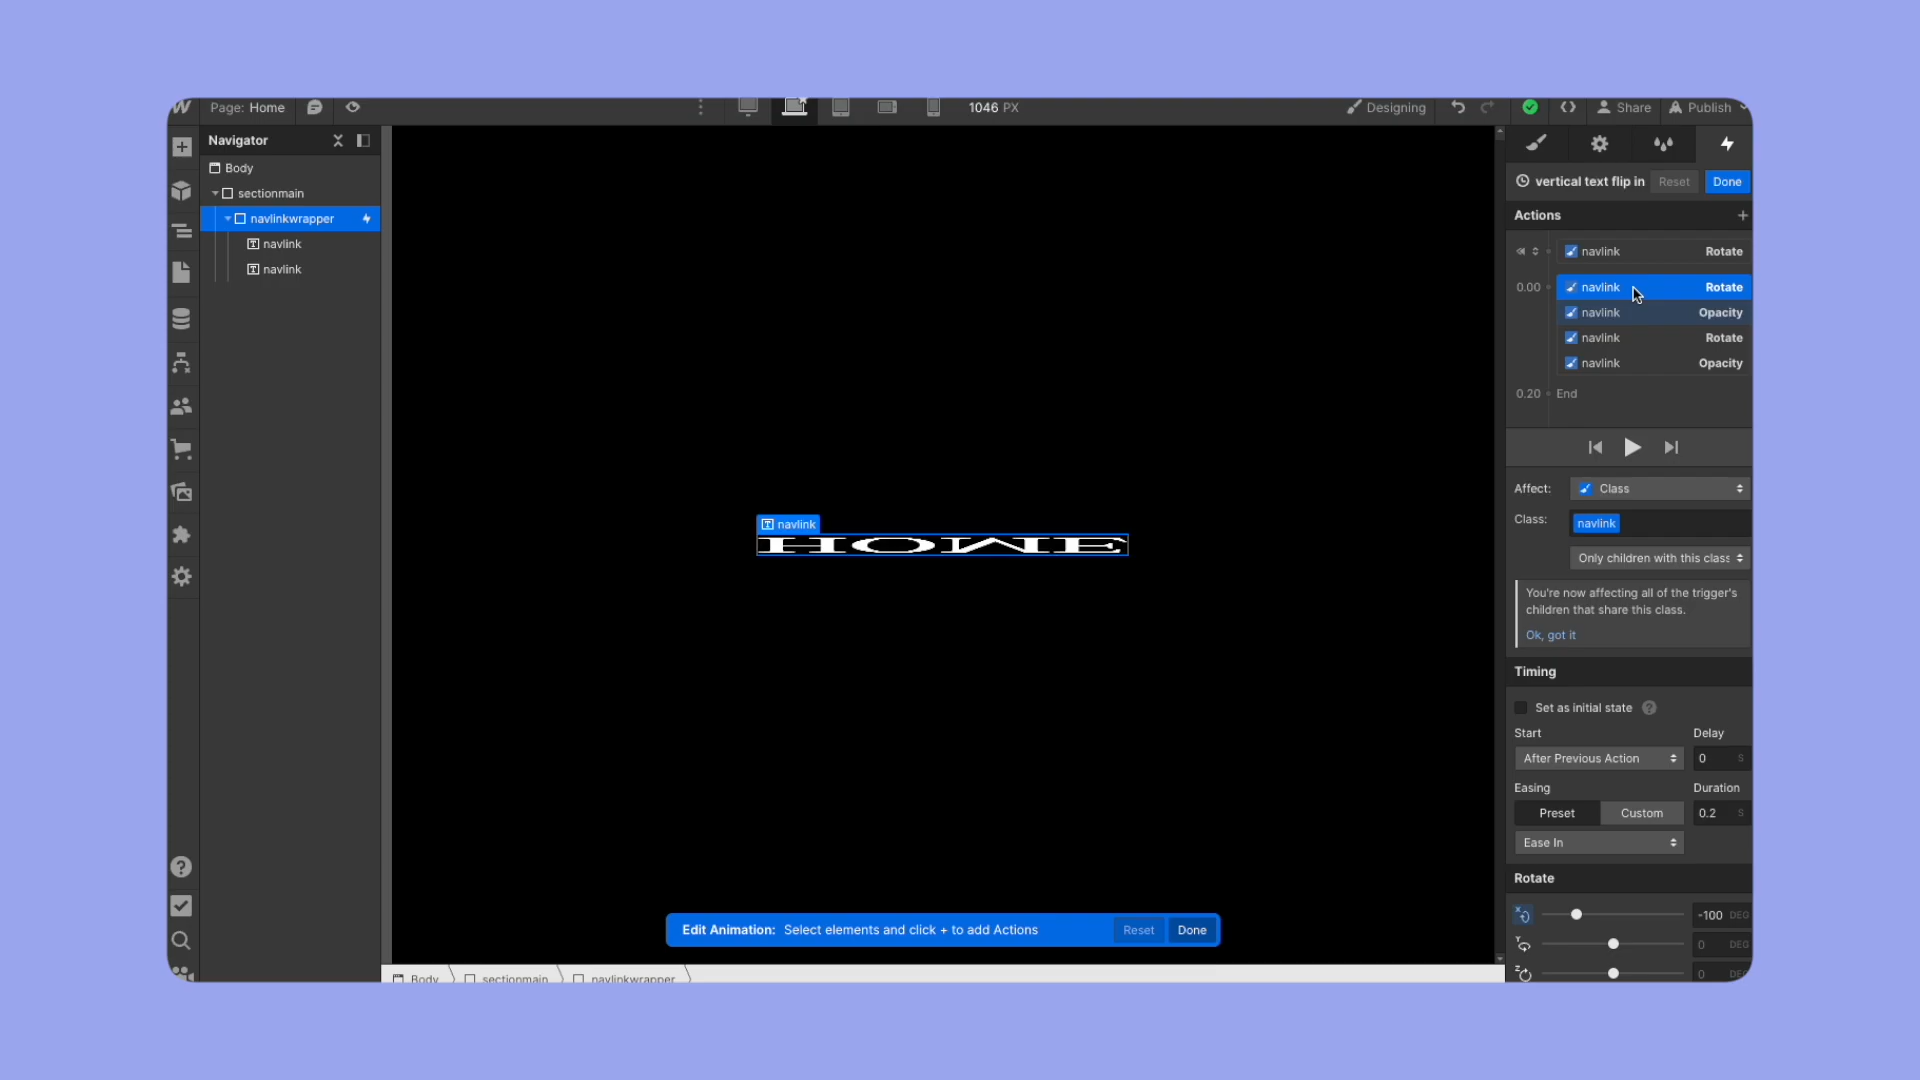 Page: Home
1046 PX
Designing
Share
Publish
Navigator
Body
sectionmain
navlinkwrapper
navlink
navlink
navlink
HOME
Edit Animation: Select elements and click + to add Actions
Reset
Done
Body
sectionmain
navlinkwrapper
vertical text flip in
Reset
Done
Actions
navlink Rotate
0.00 navlink Rotate
navlink Opacity
navlink Rotate
navlink Opacity
0.20 End
Affect: Class
Class: navlink
Only children with this class
You're now affecting all of the trigger's
children that share this class.
Ok, got it
Timing
Set as initial state ?
Start Delay
After Previous Action 0 S
Easing Duration
Preset Custom 0.2 S
Ease In
Rotate
X -100 DEG
Y 0 DEG
Z 0 DEG